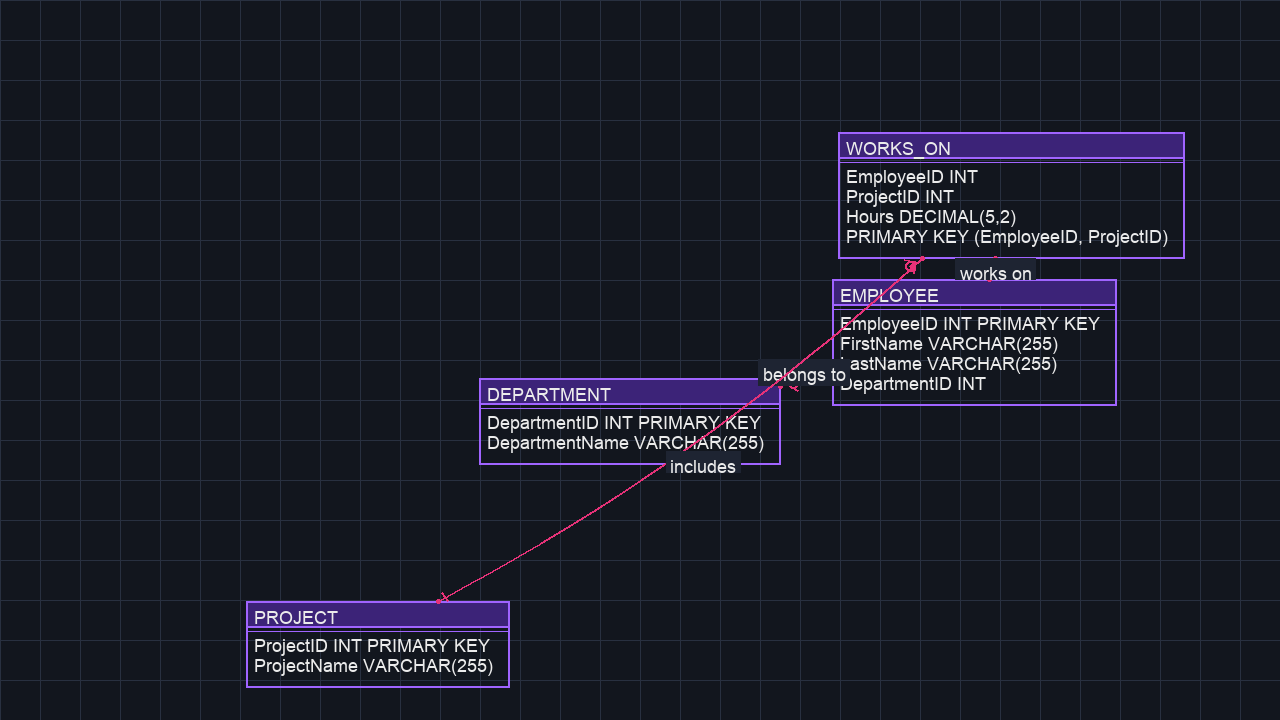 WORKS_ON
EmployeeID INT
ProjectID INT
Hours DECIMAL(5,2)
PRIMARY KEY (EmployeeID, ProjectID)
works on
EMPLOYEE
EmployeeID INT PRIMARY KEY
FirstName VARCHAR(255)
LastName VARCHAR(255)
DepartmentID INT
belongs to
DEPARTMENT
DepartmentID INT PRIMARY KEY
DepartmentName VARCHAR(255)
includes
PROJECT
ProjectID INT PRIMARY KEY
ProjectName VARCHAR(255)